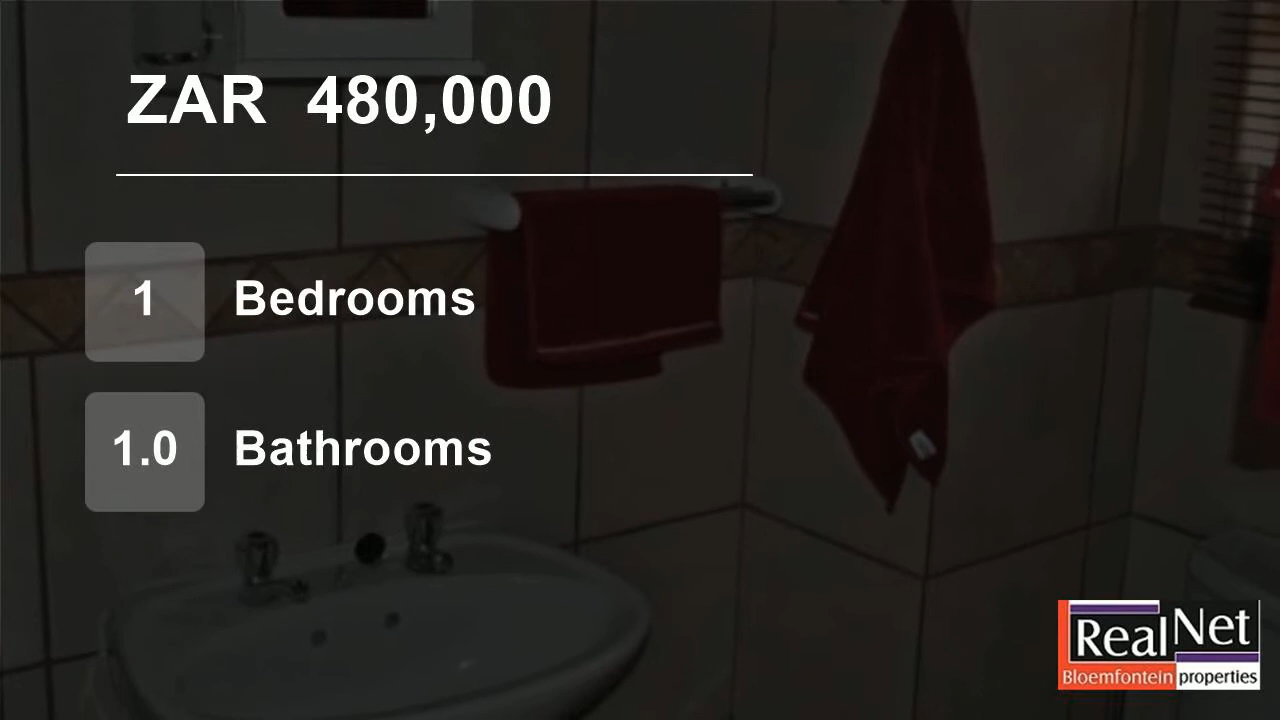 ZAR 480,000
1 Bedrooms
1.0 Bathrooms
RealNet
Bloemfontein properties